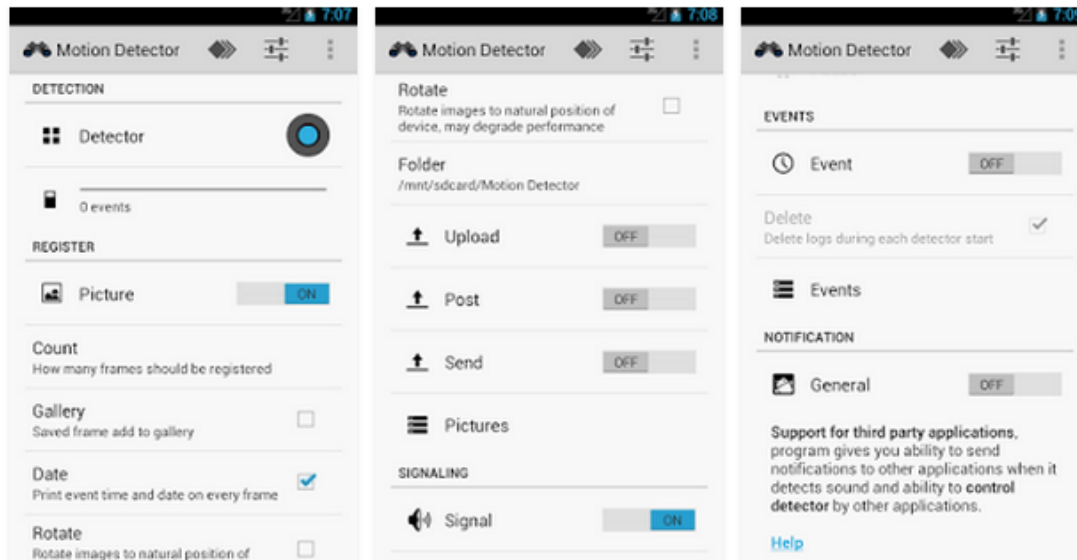 7:07
Motion Detector
DETECTION
Detector
0 events
REGISTER
Picture
ON
Count
How many frames should be registered
Gallery
Saved frame add to gallery
Date
Print event time and date on every frame
Rotate
Rotate images to natural position of
7:08
Motion Detector
Rotate
Rotate images to natural position of
device, may degrade performance
Folder
/mnt/sdcard/Motion Detector
Upload
OFF
Post
OFF
Send
OFF
Pictures
SIGNALING
Signal
ON
7:09
Motion Detector
EVENTS
Event
OFF
Delete
Delete logs during each detector start
Events
NOTIFICATION
General
OFF
Support for third party applications,
program gives you ability to send
notifications to other applications when it
detects sound and ability to control
detector by other applications.
Help